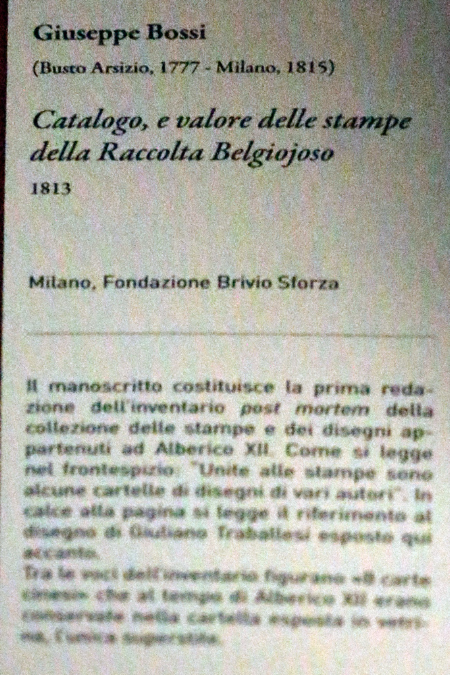 Giuseppe Bossi
(Busto Arsizio, 1777 - Milano, 1815)
Catalogo, e valore delle stampe
della Raccolta Belgiojoso
1813
Milano, Fondazione Brivio Sforza
Il manoscritto costituisce la prima reda-
zione dell'inventario post mortem della
collezione delle stampe e dei disegni ap-
partenuti ad Alberico XII. Come si legge
nel frontespizio: "Unite alle stampe sono
alcune cartelle di disegni di vari autori". In
calce alla pagina si legge il riferimento al
disegno di Giuliano Traballesi esposto qui
accanto.
Tra le voci dell'inventario figurano «8 carte
cinesi» che al tempo di Alberico XII erano
conservate nella cartella esposta in vetri-
na, l'unica superstite.